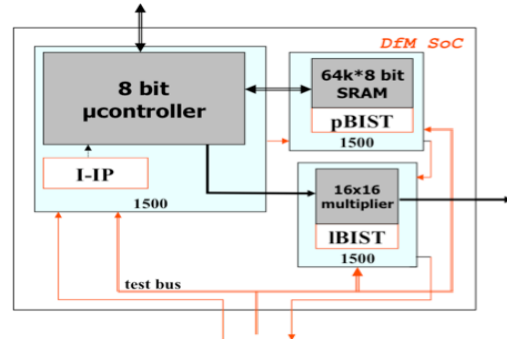 DfM SoC
8 bit
µcontroller
I-IP
1500
64k*8 bit
SRAM
pBIST
1500
16x16
multiplier
lBIST
1500
test bus